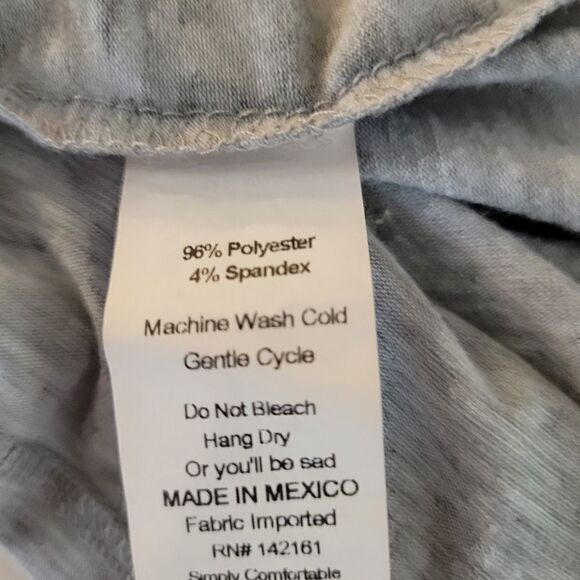 96% Polyester
4% Spandex
Machine Wash Cold
Gentle Cycle
Do Not Bleach
Hang Dry
Or you'll be sad
MADE IN MEXICO
Fabric Imported
RN# 142161
Simply Comfortable